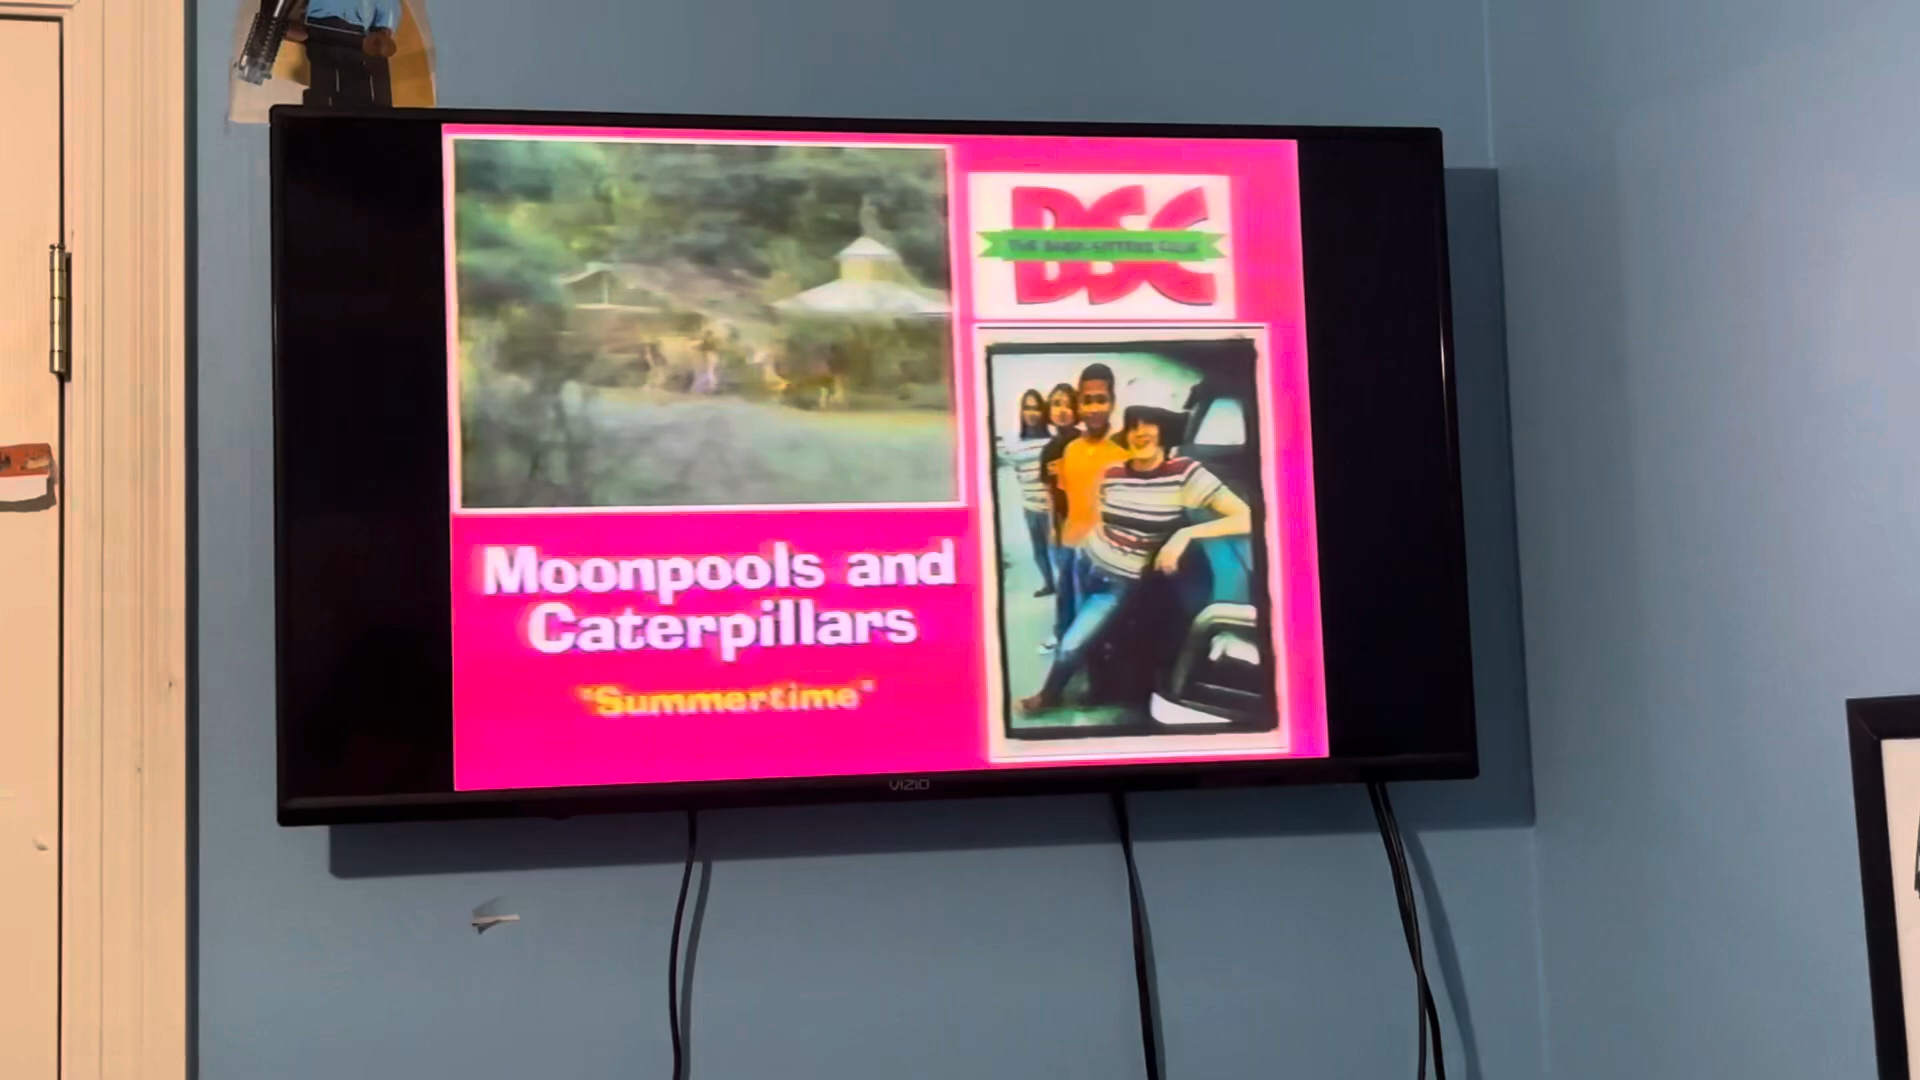 BSC
THE BABY-SITTERS CLUB
Moonpools and
Caterpillars
"Summertime"
VIZIO